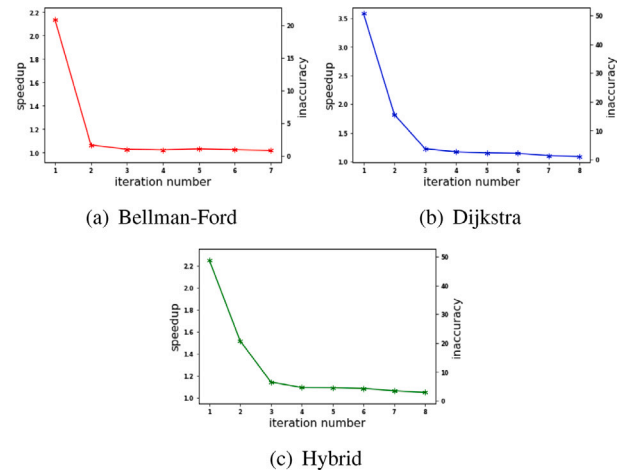 2.2
2.0
1.8
1.6
1.4
1.2
1.0
speedup
20
15
10
5
0
inaccuracy
1 2 3 4 5 6 7
iteration number
(a) Bellman-Ford
3.5
3.0
2.5
2.0
1.5
1.0
speedup
50
40
30
20
10
0
inaccuracy
1 2 3 4 5 6 7 8
iteration number
(b) Dijkstra
2.2
2.0
1.8
1.6
1.4
1.2
1.0
speedup
50
40
30
20
10
0
inaccuracy
1 2 3 4 5 6 7 8
iteration number
(c) Hybrid